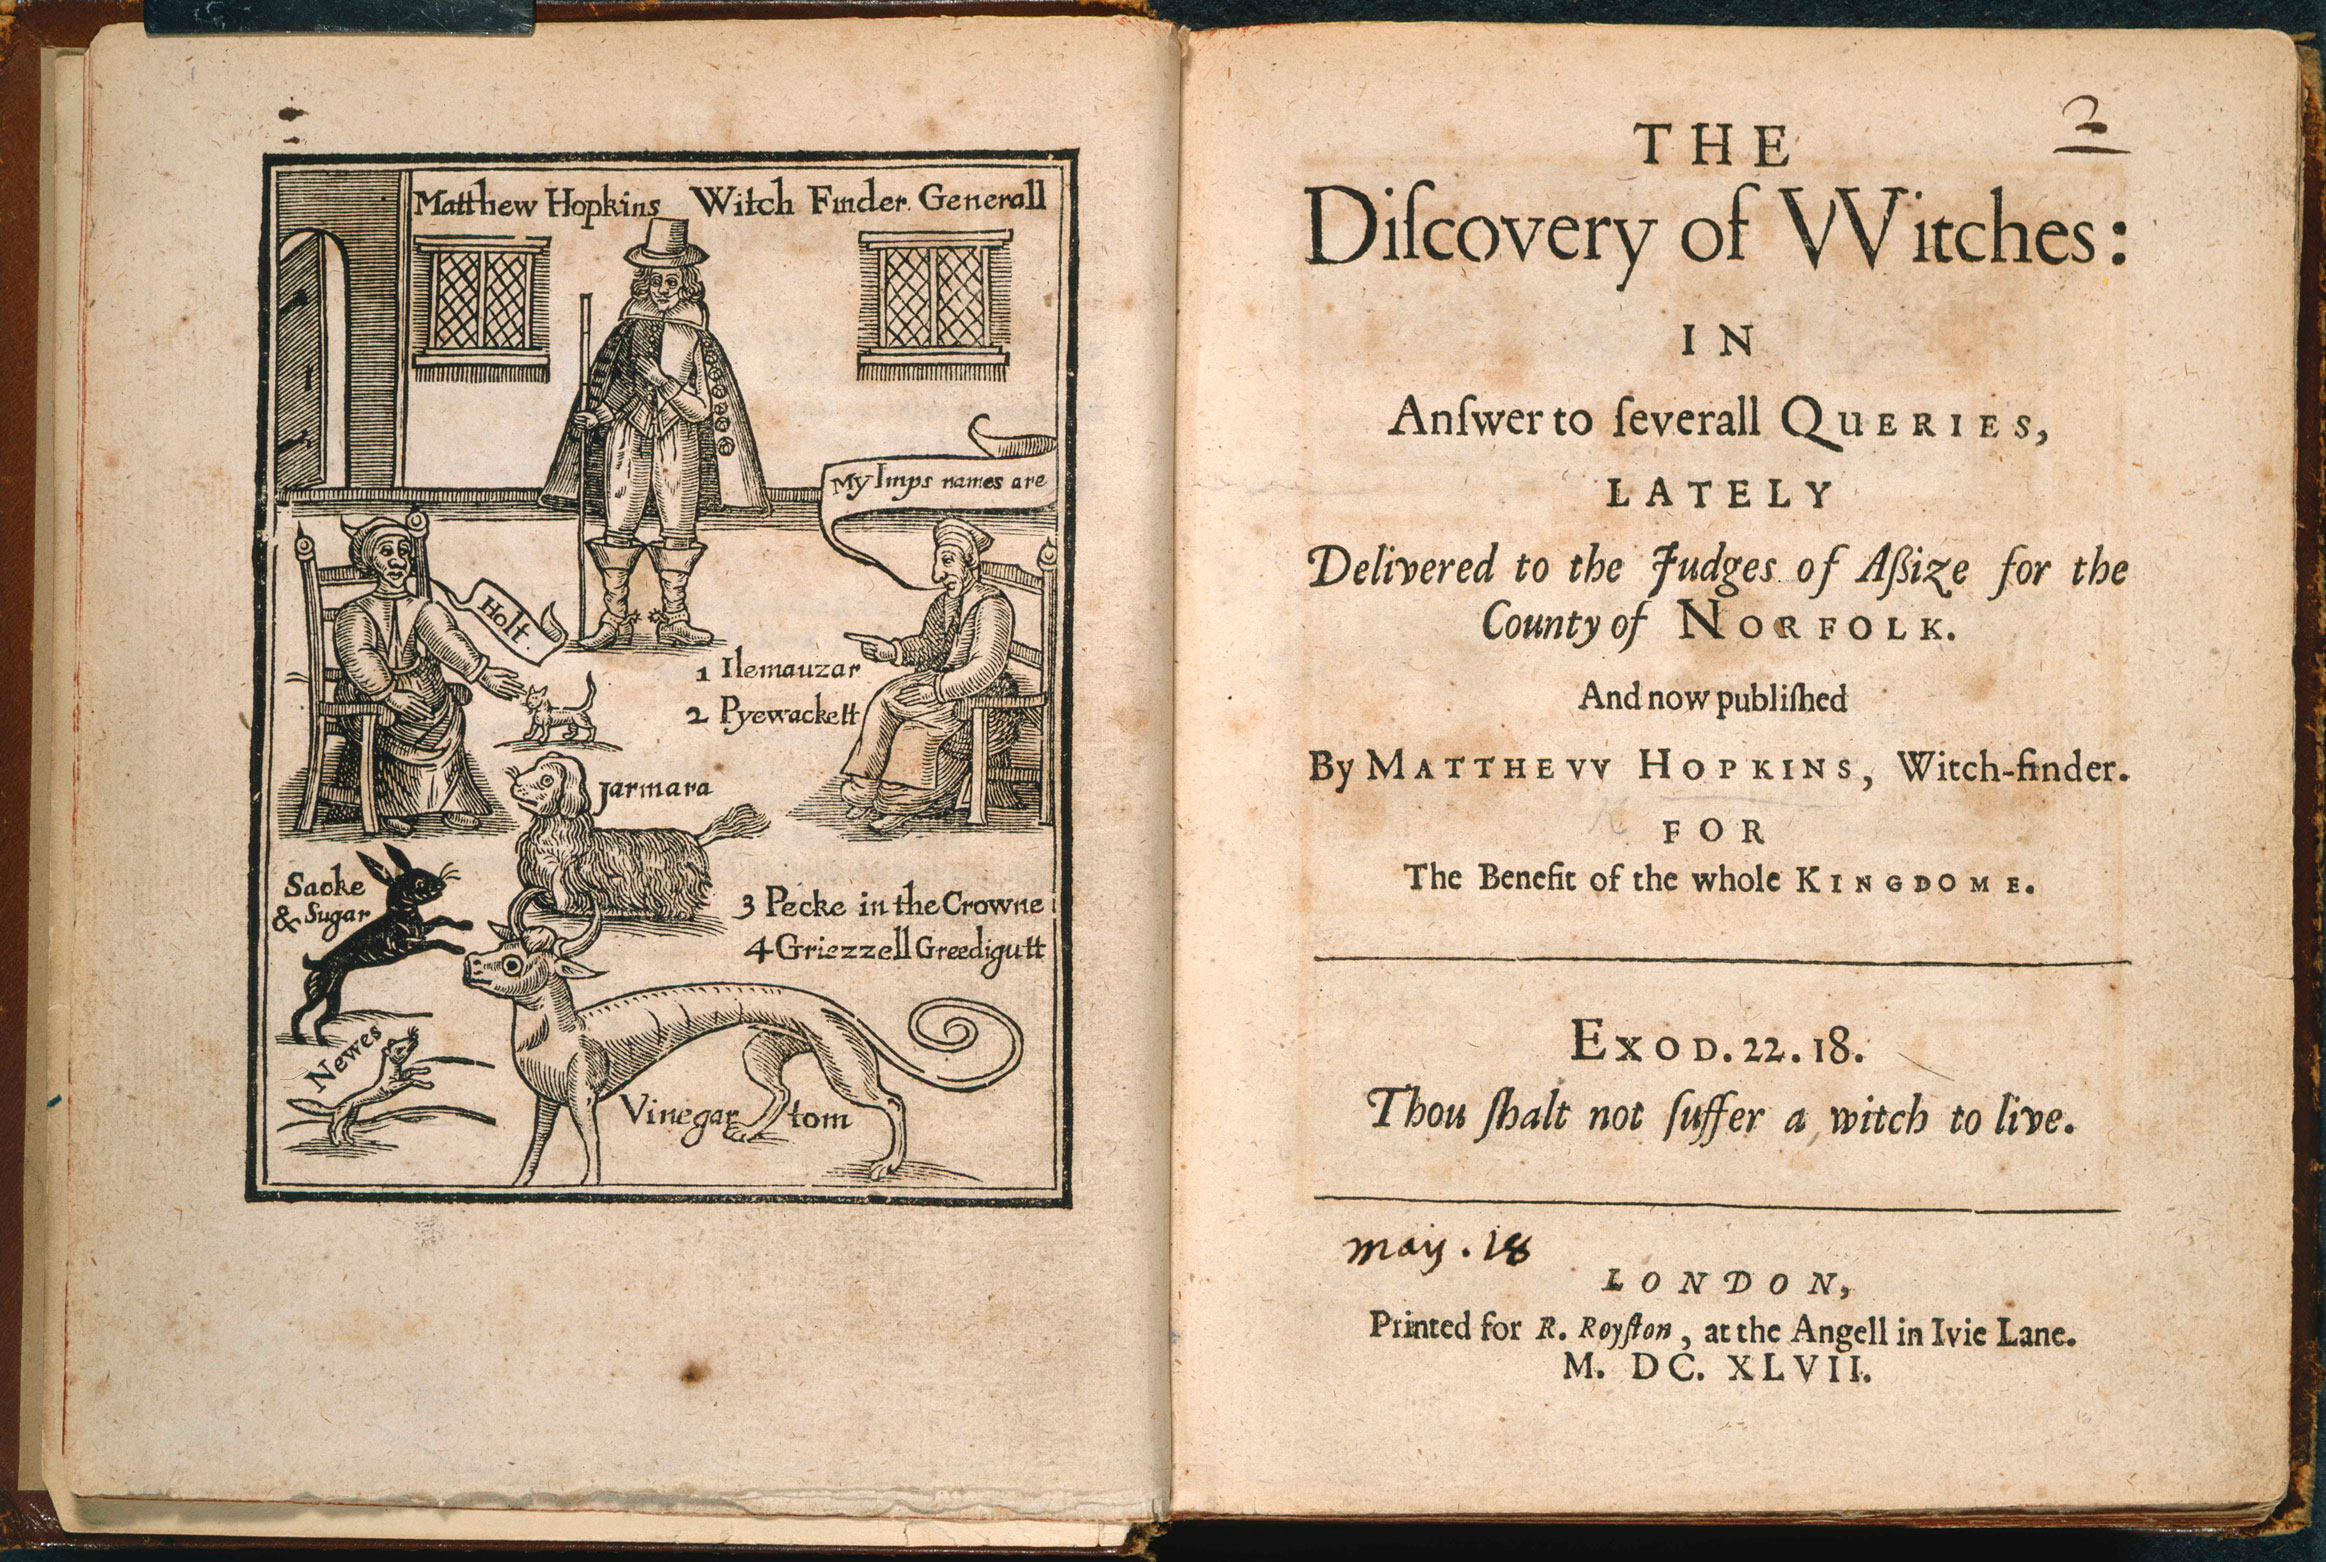 Matthew Hopkins Witch Finder Generall
My Imps names are
Holt.
1 Ilemauzar
2 Pyewackett
Jarmara
Sacke
& Sugar
3 Pecke in the Crowne
4 Griezzell Greedigutt
Newes
Vinegar tom
2
THE
Diſcovery of VVitches:
IN
Anſwer to ſeverall QUERIES,
LATELY
Delivered to the Judges of Aſſize for the
County of NORFOLK.
And now publiſhed
By MATTHEVV HOPKINS, Witch-finder.
FOR
The Benefit of the whole KINGDOME.
EXOD. 22. 18.
Thou ſhalt not ſuffer a witch to live.
may. 18
LONDON,
Printed for R. Royſton, at the Angell in Ivie Lane.
M. DC. XLVII.